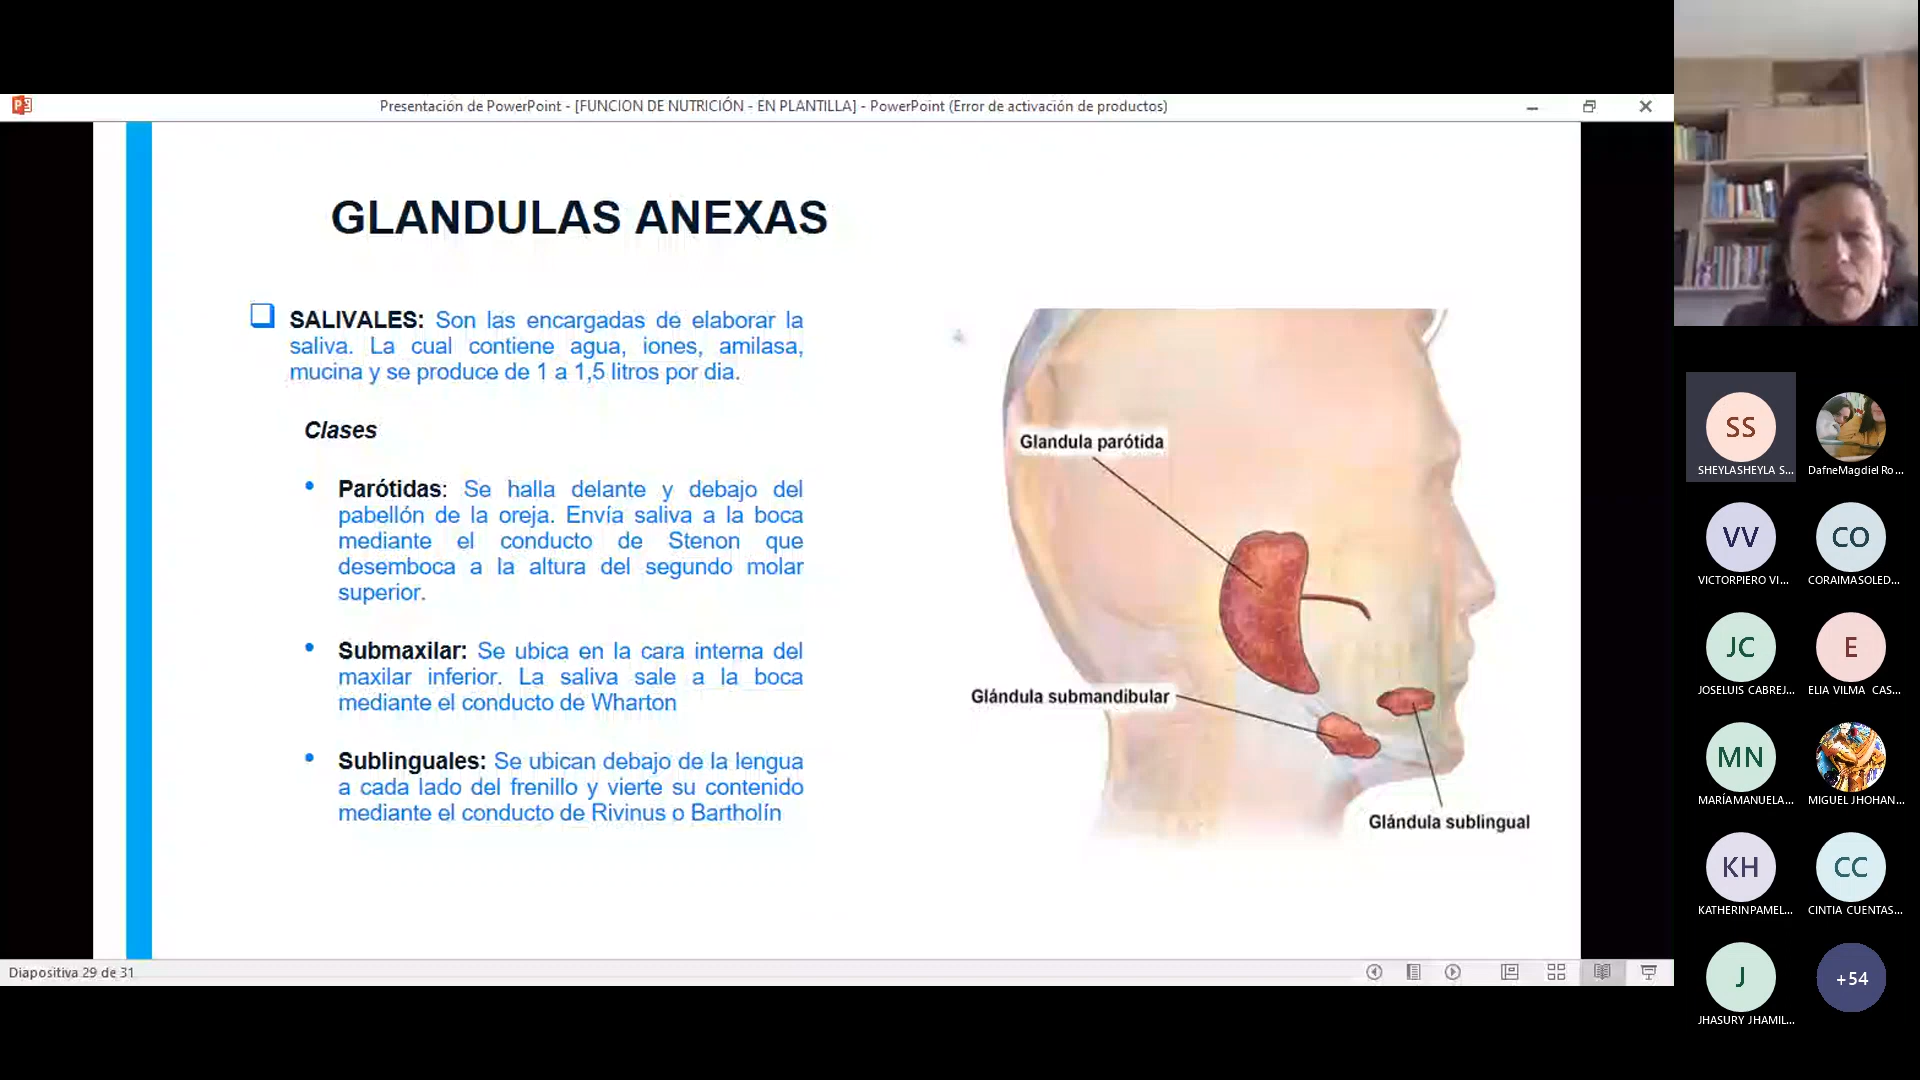 Presentación de PowerPoint - [FUNCION DE NUTRICIÓN - EN PLANTILLA] - PowerPoint (Error de activación de productos)
GLANDULAS ANEXAS
SALIVALES: Son las encargadas de elaborar la
saliva. La cual contiene agua, iones, amilasa,
mucina y se produce de 1 a 1,5 litros por dia.
Clases
• Parótidas: Se halla delante y debajo del
pabellón de la oreja. Envía saliva a la boca
mediante el conducto de Stenon que
desemboca a la altura del segundo molar
superior.
• Submaxilar: Se ubica en la cara interna del
maxilar inferior. La saliva sale a la boca
mediante el conducto de Wharton
• Sublinguales: Se ubican debajo de la lengua
a cada lado del frenillo y vierte su contenido
mediante el conducto de Rivinus o Bartholín
Glandula parótida
Glándula submandibular
Glándula sublingual
Diapositiva 29 de 31
SS
SHEYLASHEYLA S...
DafneMagdiel Ro...
VV
VICTORPIERO VI...
CO
CORAIMASOLED...
JC
JOSELUIS CABREJ...
E
ELIA VILMA CAS...
MN
MARÍAMANUELA...
MIGUEL JHOHAN...
KH
KATHERINPAMEL...
CC
CINTIA CUENTAS...
J
JHASURY JHAMIL...
+54